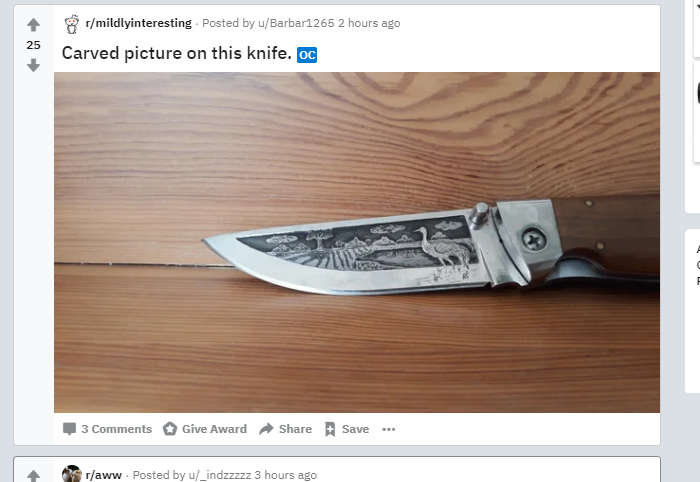 r/mildlyinteresting · Posted by u/Barbar1265 2 hours ago
25
Carved picture on this knife. OC
3 Comments Give Award Share Save ...
r/aww · Posted by u/_indzzzzz 3 hours ago